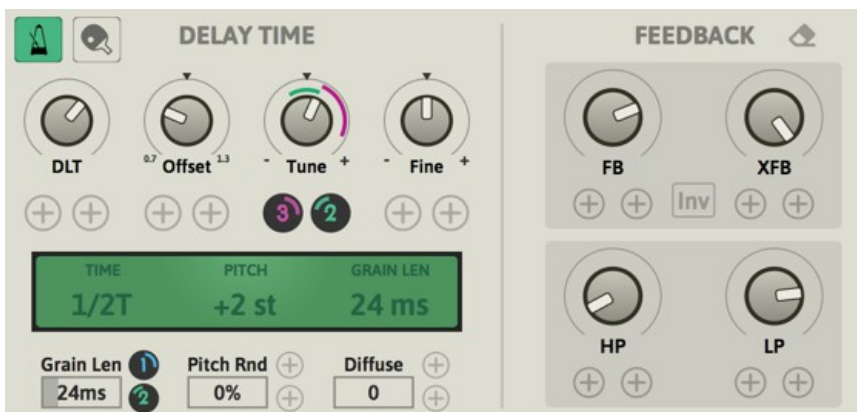 DELAY TIME
FEEDBACK
DLT
0.7 Offset 1.3
- Tune +
- Fine +
FB
XFB
3 2
Inv
TIME PITCH GRAIN LEN
1/2T +2 st 24 ms
HP
LP
Grain Len 1
Pitch Rnd
Diffuse
24ms 2
0%
0